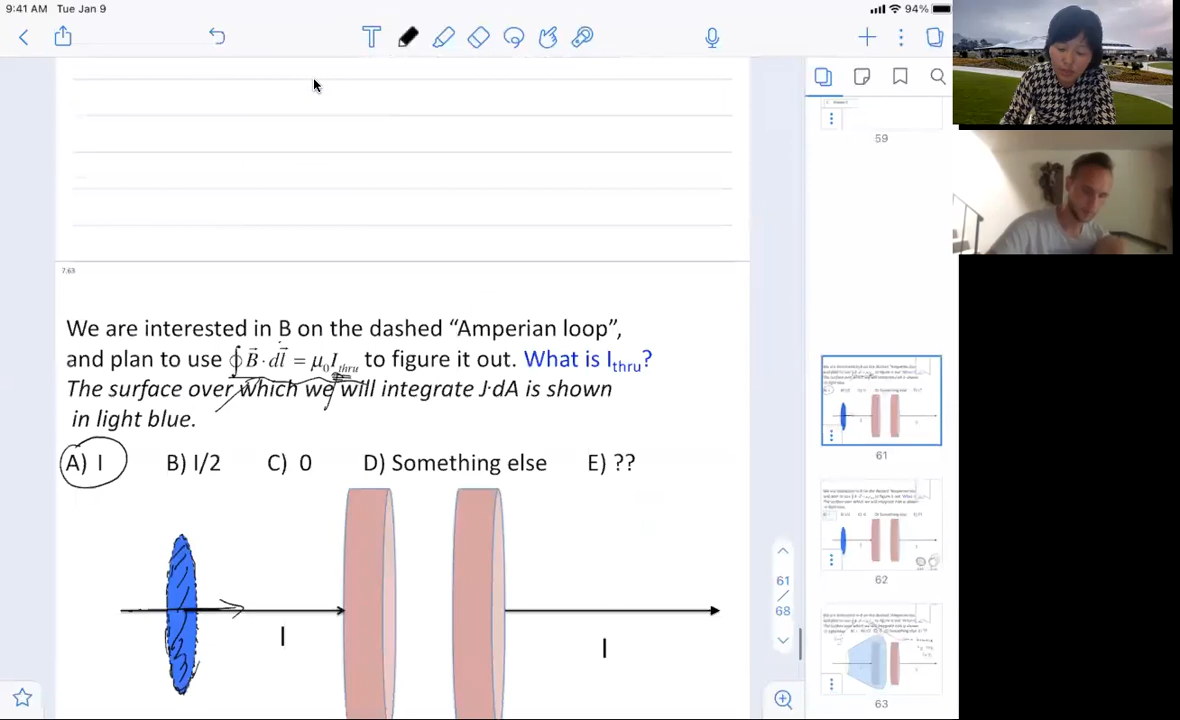 9:41 AM Tue Jan 9
94%
59
7.63
We are interested in B on the dashed “Amperian loop”,
and plan to use ∮ B⃗ · dl⃗ = μ₀I_thru to figure it out. What is I_thru?
The surface over which we will integrate J·dA is shown
in light blue.
A) I B) I/2 C) 0 D) Something else E) ??
I
I
61
/
68
61
62
63